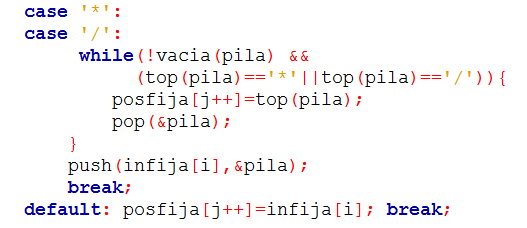 case '*':
case '/':
while(!vacia(pila) &&
(top(pila)=='*'||top(pila)=='/')){
posfija[j++]=top(pila);
pop(&pila);
}
push(infija[i],&pila);
break;
default: posfija[j++]=infija[i]; break;